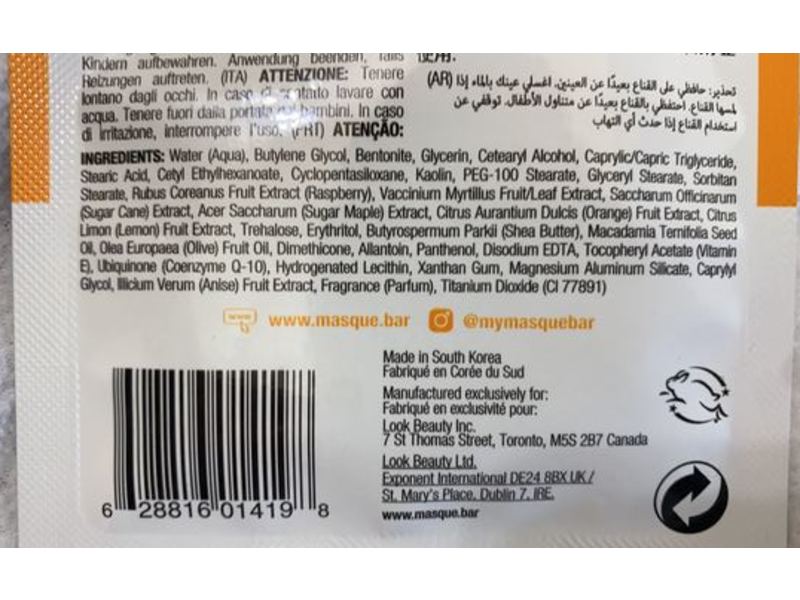 Kindern aufbewahren. Anwendung beenden, falls
Reizungen auftreten. (ITA) ATTENZIONE: Tenere
lontano dagli occhi. In caso di contatto lavare con
acqua. Tenere fuori dalla portata dei bambini. In caso
di irritazione, interrompere l'uso. (PRT) ATENÇÃO:
使用.
(AR) تحذير: حافظي على القناع بعيدًا عن العينين. اغسلي عينك بالماء إذا
لمسها القناع. احتفظي بالقناع بعيدًا عن متناول الأطفال. توقفي عن
استخدام القناع إذا حدث أي التهاب
INGREDIENTS: Water (Aqua), Butylene Glycol, Bentonite, Glycerin, Cetearyl Alcohol, Caprylic/Capric Triglyceride,
Stearic Acid, Cetyl Ethylhexanoate, Cyclopentasiloxane, Kaolin, PEG-100 Stearate, Glyceryl Stearate, Sorbitan
Stearate, Rubus Coreanus Fruit Extract (Raspberry), Vaccinium Myrtillus Fruit/Leaf Extract, Saccharum Officinarum
(Sugar Cane) Extract, Acer Saccharum (Sugar Maple) Extract, Citrus Aurantium Dulcis (Orange) Fruit Extract, Citrus
Limon (Lemon) Fruit Extract, Trehalose, Erythritol, Butyrospermum Parkii (Shea Butter), Macadamia Ternifolia Seed
Oil, Olea Europaea (Olive) Fruit Oil, Dimethicone, Allantoin, Panthenol, Disodium EDTA, Tocopheryl Acetate (Vitamin
E), Ubiquinone (Coenzyme Q-10), Hydrogenated Lecithin, Xanthan Gum, Magnesium Aluminum Silicate, Caprylyl
Glycol, Illicium Verum (Anise) Fruit Extract, Fragrance (Parfum), Titanium Dioxide (CI 77891)
www www.masque.bar @mymasquebar
Made in South Korea
Fabriqué en Corée du Sud
Manufactured exclusively for:
Fabriqué en exclusivité pour:
Look Beauty Inc.
7 St Thomas Street, Toronto, M5S 2B7 Canada
Look Beauty Ltd.
Exponent International DE24 8BX UK /
St. Mary's Place, Dublin 7, IRE.
www.masque.bar
6 28816 01419 8